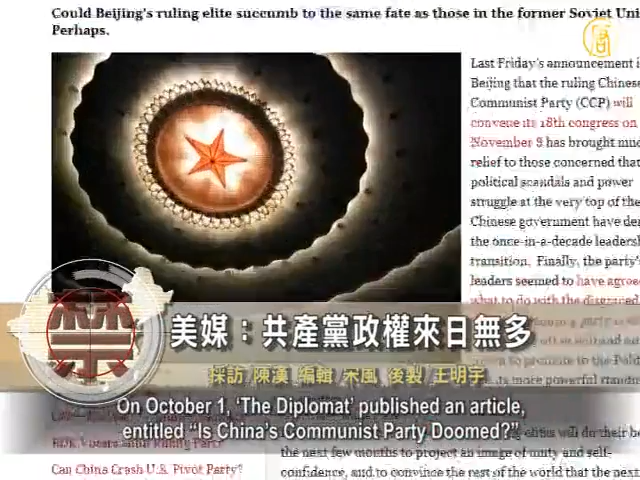 Could Beijing's ruling elite succumb to the same fate as those in the former Soviet Uni
Perhaps.
Last Friday's announcement i
Beijing that the ruling Chinese
Communist Party (CCP) will
convene its 18th congress on
November 8 has brought muc
relief to those concerned that
political scandals and power
struggle at the very top of the
Chinese government have der
the once-in-a-decade leadersh
transition. Finally, the party's
leaders seemed to have agree
what to do with the disgraced
美媒：共產黨政權來日無多
採訪 陳漢 編輯 宋風 後製 王明宇
On October 1, 'The Diplomat' published an article,
entitled "Is China's Communist Party Doomed?"
Can China Crash U.S. Pivot Party?
the next few months to project an image of unity and self-
confidence, and to convince the rest of the world that the next